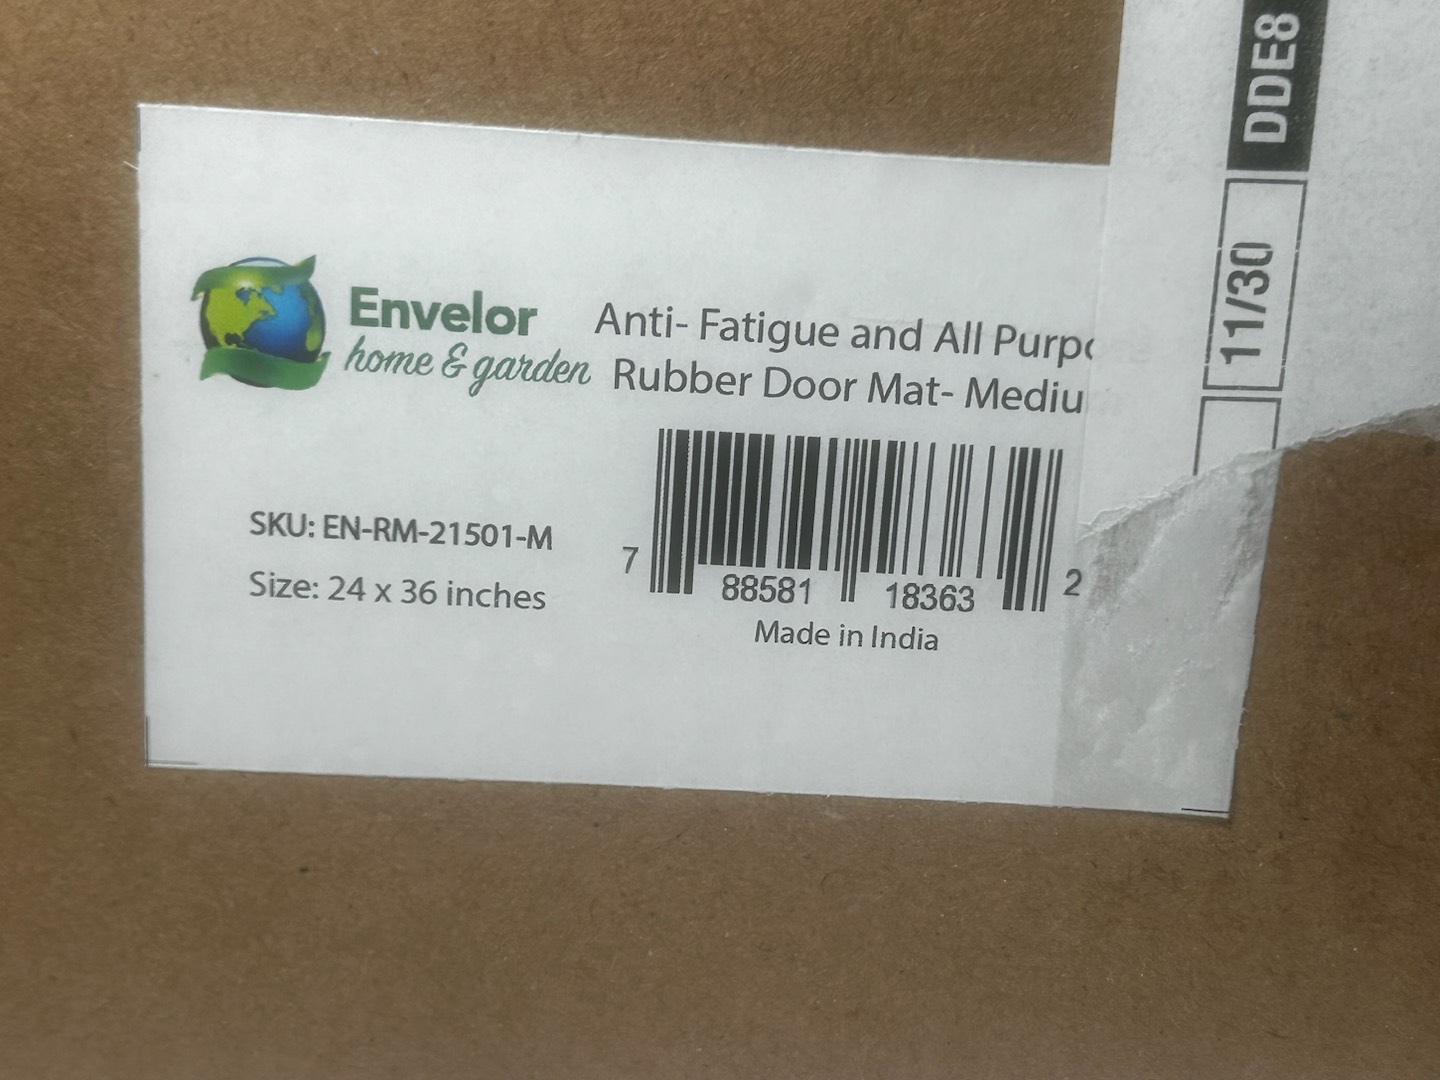 Envelor
home & garden
Anti- Fatigue and All Purpo
Rubber Door Mat- Mediu
SKU: EN-RM-21501-M
Size: 24 x 36 inches
7 88581 18363 2
Made in India
DDE8
11/30